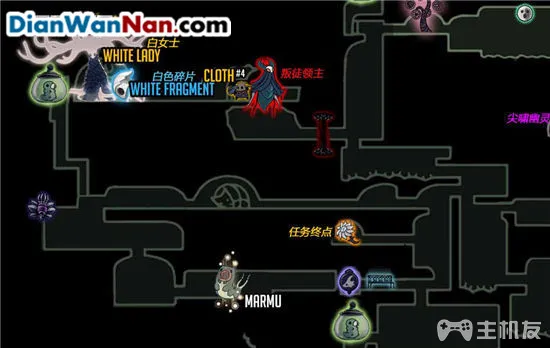 DianWanNan.Com
白女士
WHITE LADY
白色碎片
CLOTH #4
WHITE FRAGMENT
叛徒领主
尖啸幽灵
任务终点
MARMU
主机友